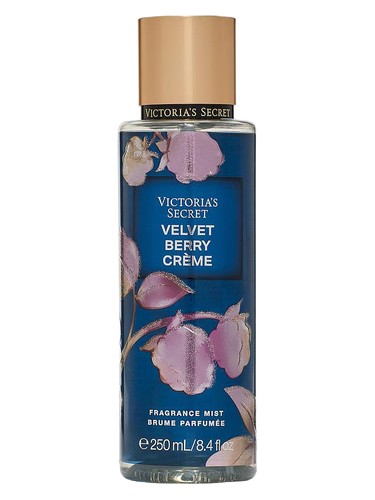 VICTORIA'S SECRET
VICTORIA'S
SECRET
VELVET
BERRY
CRÈME
FRAGRANCE MIST
BRUME PARFUMÉE
℮ 250 mL/8.4 fl oz